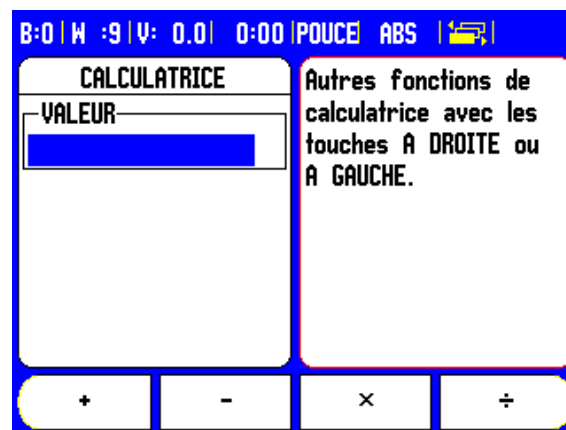 B:0 | W :9 | V: 0.0 | 0:00 | POUCE ABS
CALCULATRICE
VALEUR
Autres fonctions de
calculatrice avec les
touches A DROITE ou
A GAUCHE.
+ - × ÷